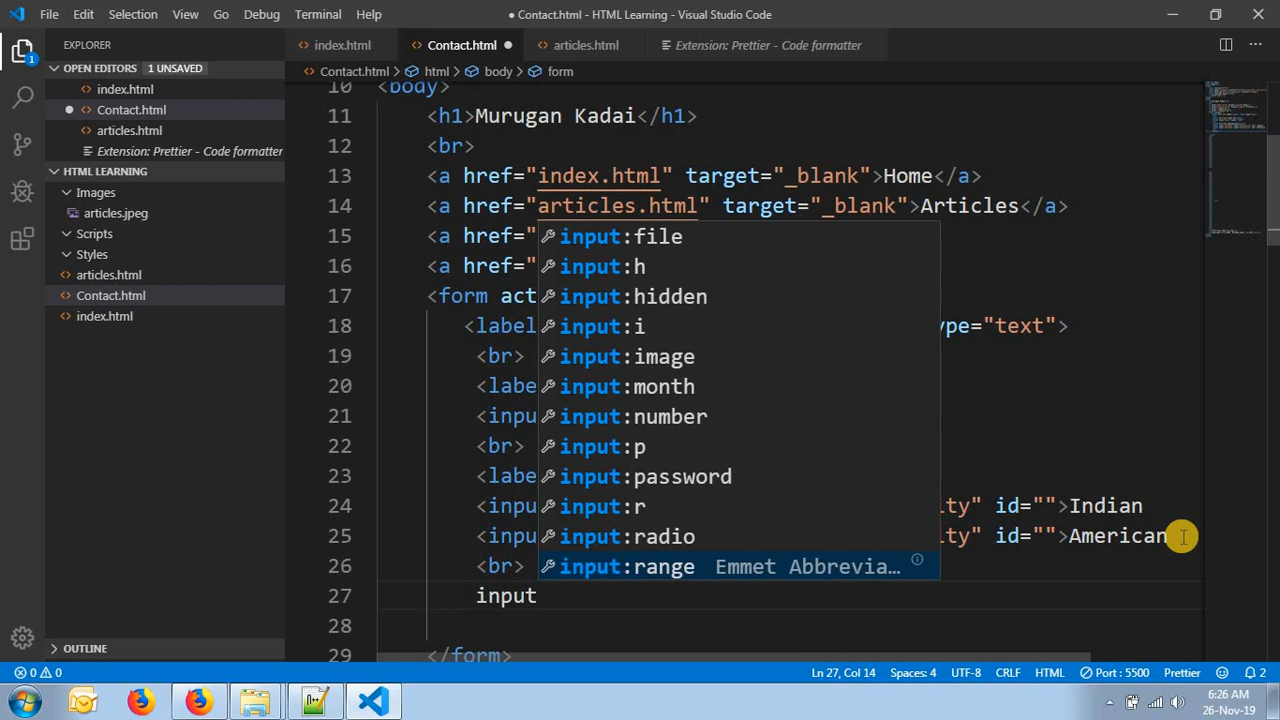 File Edit Selection View Go Debug Terminal Help
● Contact.html - HTML Learning - Visual Studio Code
EXPLORER
index.html
Contact.html
articles.html
Extension: Prettier - Code formatter
OPEN EDITORS 1 UNSAVED
Contact.html > html > body > form
index.html
Contact.html
articles.html
Extension: Prettier - Code formatter
HTML LEARNING
Images
articles.jpeg
Scripts
Styles
articles.html
Contact.html
index.html
OUTLINE
1
10 <body>
11 <h1>Murugan Kadai</h1>
12 <br>
13 <a href="index.html" target="_blank">Home</a>
14 <a href="articles.html" target="_blank">Articles</a>
15 <a href="
16 <a href="
17 <form act
18 <label ype="text">
19 <br>
20 <labe
21 <inpu
22 <br>
23 <labe
24 <inpu ity" id="">Indian
25 <inpu ity" id="">American
26 <br>
27 input
28
29 </form>
input:file
input:h
input:hidden
input:i
input:image
input:month
input:number
input:p
input:password
input:r
input:radio
input:range Emmet Abbrevia...
0 0
Ln 27, Col 14 Spaces: 4 UTF-8 CRLF HTML Port : 5500 Prettier 2
6:26 AM
26-Nov-19